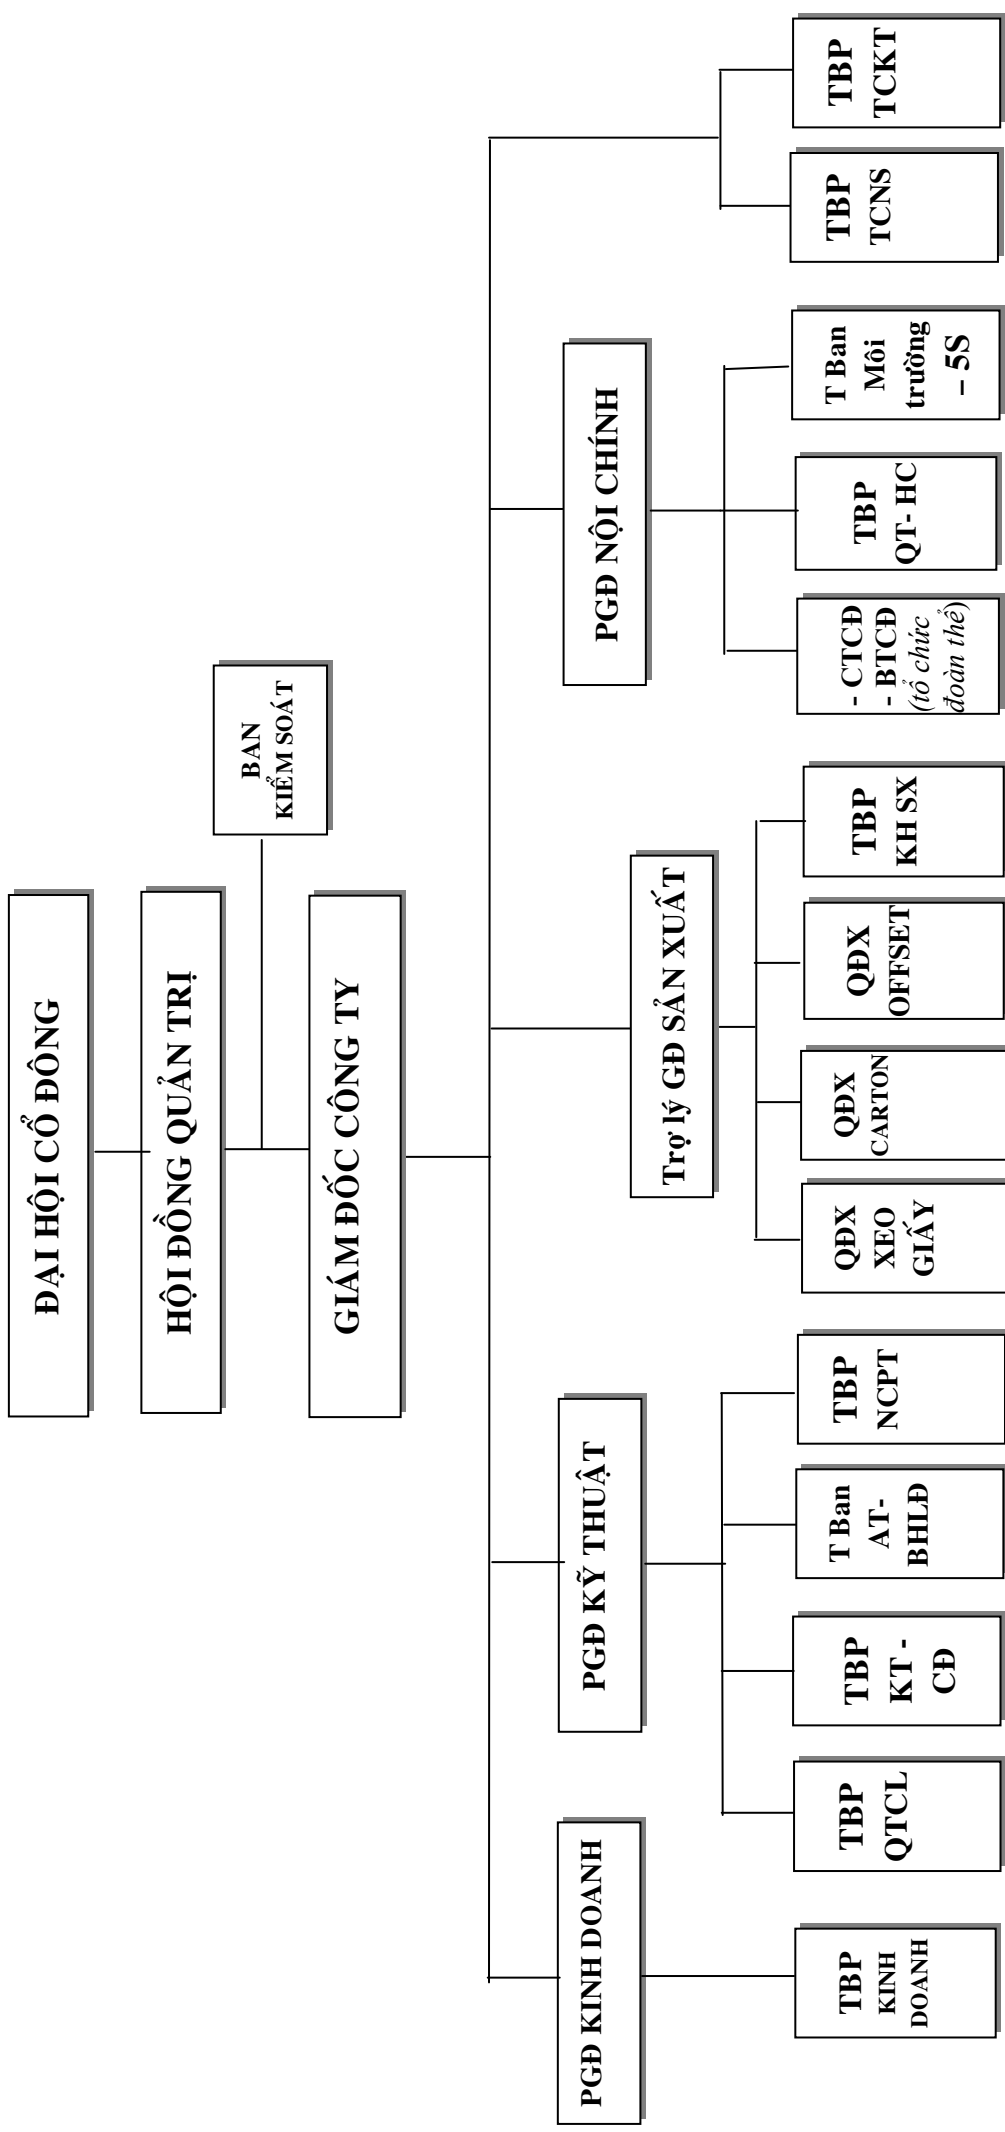 ĐẠI HỘI CỔ ĐÔNG
HỘI ĐỒNG QUẢN TRỊ
BAN
KIỂM SOÁT
GIÁM ĐỐC CÔNG TY
PGĐ KINH DOANH
PGĐ KỸ THUẬT
Trợ lý GĐ SẢN XUẤT
PGĐ NỘI CHÍNH
TBP
KINH
DOANH
TBP
QTCL
TBP
KT -
CĐ
T Ban
AT-
BHLĐ
TBP
NCPT
QĐX
XEO
GIẤY
QĐX
CARTON
QĐX
OFFSET
TBP
KH SX
- CTCĐ
- BTCĐ
(tổ chức
đoàn thể)
TBP
QT- HC
T Ban
Môi
trường
– 5S
TBP
TCNS
TBP
TCKT